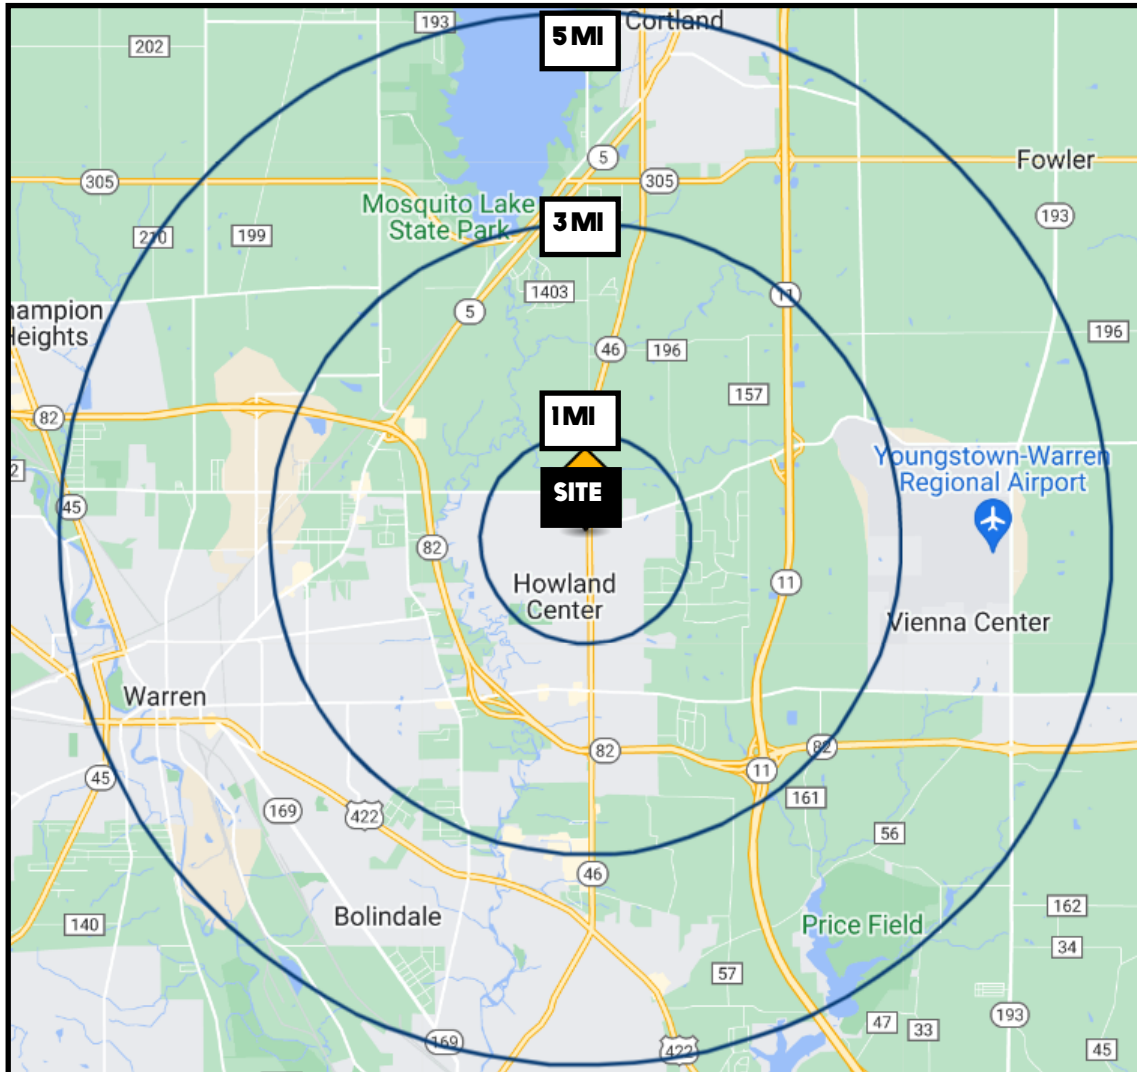 193
5 MI
Cortland
202
5
Fowler
305
305
Mosquito Lake
State Park
193
210
199
3 MI
1403
11
hampion
Heights
5
196
46
196
157
1 MI
82
Youngstown-Warren
Regional Airport
2
SITE
45
82
Howland
Center
11
Vienna Center
Warren
82
82
11
45
161
169
422
56
46
140
Bolindale
Price Field
162
34
57
193
47
33
169
422
45